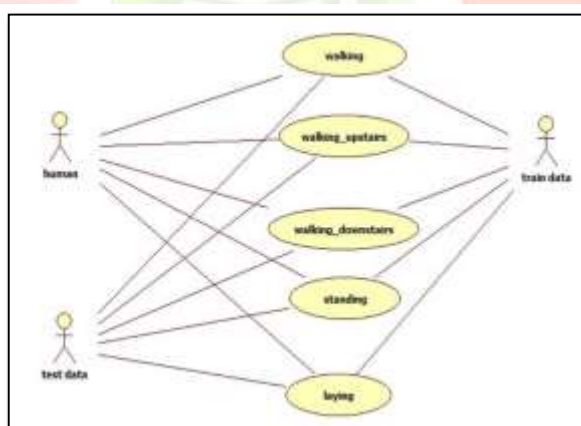 walking
walking_upstairs
human
train data
walking_downstairs
standing
test data
laying